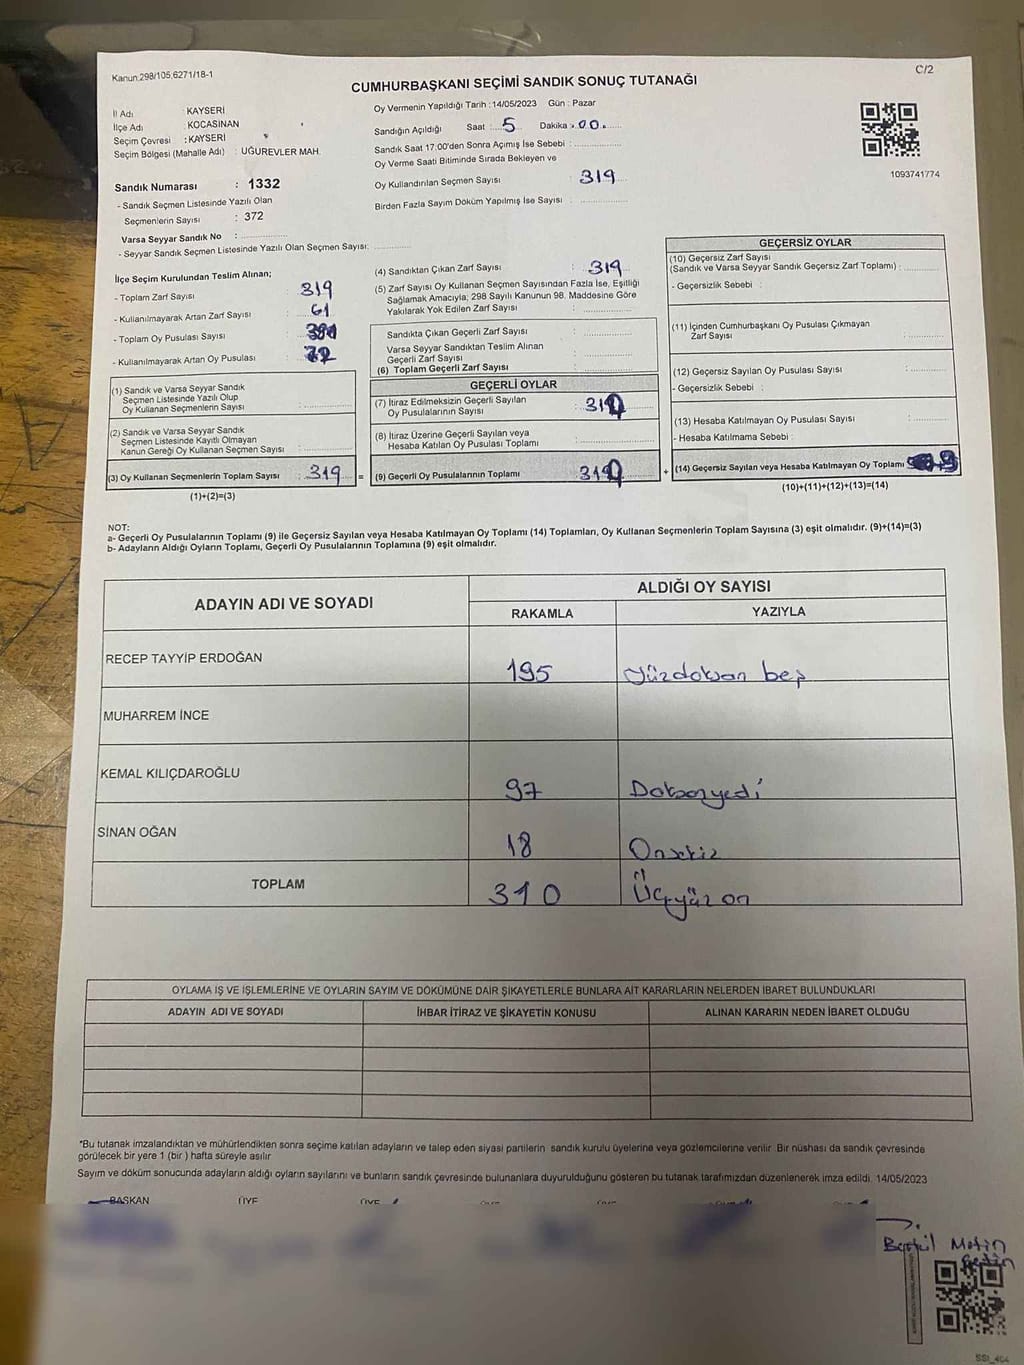 Kanun:298/105,6271/18-1
C/2
CUMHURBAŞKANI SEÇİMİ SANDIK SONUÇ TUTANAĞI
İl Adı : KAYSERİ
İlçe Adı : KOCASİNAN
Seçim Çevresi : KAYSERİ
Seçim Bölgesi (Mahalle Adı) : UĞUREVLER MAH.
Sandık Numarası : 1332
- Sandık Seçmen Listesinde Yazılı Olan
Seçmenlerin Sayısı : 372
Varsa Seyyar Sandık No :
- Seyyar Sandık Seçmen Listesinde Yazılı Olan Seçmen Sayısı:
Oy Vermenin Yapıldığı Tarih : 14/05/2023 Gün : Pazar
Sandığın Açıldığı Saat : 5 Dakika : 00
Sandık Saat 17:00'den Sonra Açımış İse Sebebi :
Oy Verme Saati Bitiminde Sırada Bekleyen ve
Oy Kullandırılan Seçmen Sayısı : 319
Birden Fazla Sayım Döküm Yapılmış İse Sayısı :
1093741774
İlçe Seçim Kurulundan Teslim Alınan;
- Toplam Zarf Sayısı : 319
- Kullanılmayarak Artan Zarf Sayısı : 61
- Toplam Oy Pusulası Sayısı :
- Kullanılmayarak Artan Oy Pusulası :
(1) Sandık ve Varsa Seyyar Sandık
Seçmen Listesinde Yazılı Olup
Oy Kullanan Seçmenlerin Sayısı :
(2) Sandık ve Varsa Seyyar Sandık
Seçmen Listesinde Kayıtlı Olmayan
Kanun Gereği Oy Kullanan Seçmen Sayısı :
(3) Oy Kullanan Seçmenlerin Toplam Sayısı : 319 =
(1)+(2)=(3)
(4) Sandıktan Çıkan Zarf Sayısı : 319
(5) Zarf Sayısı Oy Kullanan Seçmen Sayısından Fazla İse, Eşitliği
Sağlamak Amacıyla; 298 Sayılı Kanunun 98. Maddesine Göre
Yakılarak Yok Edilen Zarf Sayısı :
Sandıkta Çıkan Geçerli Zarf Sayısı :
Varsa Seyyar Sandıktan Teslim Alınan
Geçerli Zarf Sayısı :
(6) Toplam Geçerli Zarf Sayısı :
GEÇERLİ OYLAR
(7) İtiraz Edilmeksizin Geçerli Sayılan
Oy Pusulalarının Sayısı :
(8) İtiraz Üzerine Geçerli Sayılan veya
Hesaba Katılan Oy Pusulası Toplamı :
(9) Geçerli Oy Pusulalarının Toplamı : +
GEÇERSİZ OYLAR
(10) Geçersiz Zarf Sayısı
(Sandık ve Varsa Seyyar Sandık Geçersiz Zarf Toplamı) :
- Geçersizlik Sebebi :
(11) İçinden Cumhurbaşkanı Oy Pusulası Çıkmayan
Zarf Sayısı :
(12) Geçersiz Sayılan Oy Pusulası Sayısı :
- Geçersizlik Sebebi :
(13) Hesaba Katılmayan Oy Pusulası Sayısı :
- Hesaba Katılmama Sebebi :
(14) Geçersiz Sayılan veya Hesaba Katılmayan Oy Toplamı : 9
(10)+(11)+(12)+(13)=(14)
NOT:
a- Geçerli Oy Pusulalarının Toplamı (9) ile Geçersiz Sayılan veya Hesaba Katılmayan Oy Toplamı (14) Toplamları, Oy Kullanan Seçmenlerin Toplam Sayısına (3) eşit olmalıdır. (9)+(14)=(3)
b- Adayların Aldığı Oyların Toplamı, Geçerli Oy Pusulalarının Toplamına (9) eşit olmalıdır.
ADAYIN ADI VE SOYADI
ALDIĞI OY SAYISI
RAKAMLA YAZIYLA
RECEP TAYYİP ERDOĞAN 195 yüzdoksan beş
MUHARREM İNCE
KEMAL KILIÇDAROĞLU 97 Doksanyedi
SİNAN OĞAN 18 Onsekiz
TOPLAM 310 Üçyüz on
OYLAMA İŞ VE İŞLEMLERİNE VE OYLARIN SAYIM VE DÖKÜMÜNE DAİR ŞİKAYETLERLE BUNLARA AİT KARARLARIN NELERDEN İBARET BULUNDUKLARI
ADAYIN ADI VE SOYADI İHBAR İTİRAZ VE ŞİKAYETİN KONUSU ALINAN KARARIN NEDEN İBARET OLDUĞU
*Bu tutanak imzalandıktan ve mühürlendikten sonra seçime katılan adayların ve talep eden siyasi partilerin sandık kurulu üyelerine veya gözlemcilerine verilir. Bir nüshası da sandık çevresinde
görülecek bir yere 1 (bir ) hafta süreyle asılır.
Sayım ve döküm sonucunda adayların aldığı oyların sayılarını ve bunların sandık çevresinde bulunanlara duyurulduğunu gösteren bu tutanak tarafımızdan düzenlenerek imza edildi. 14/05/2023
BAŞKAN ÜYE ÜYE
Metin